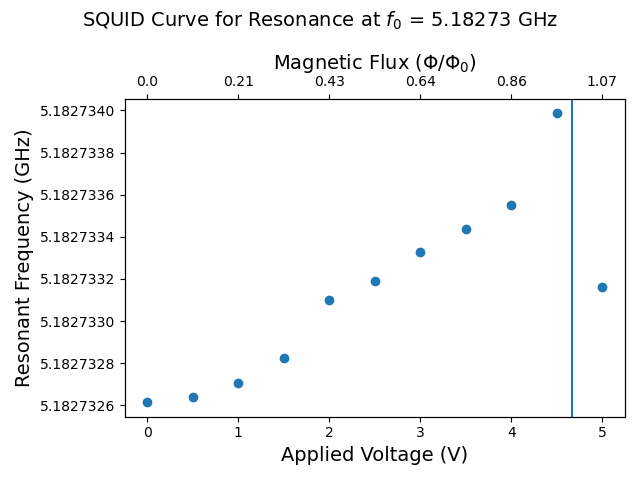 SQUID Curve for Resonance at f₀ = 5.18273 GHz
Magnetic Flux (Φ/Φ₀)
0.0 0.21 0.43 0.64 0.86 1.07
Resonant Frequency (GHz)
5.1827340
5.1827338
5.1827336
5.1827334
5.1827332
5.1827330
5.1827328
5.1827326
0 1 2 3 4 5
Applied Voltage (V)